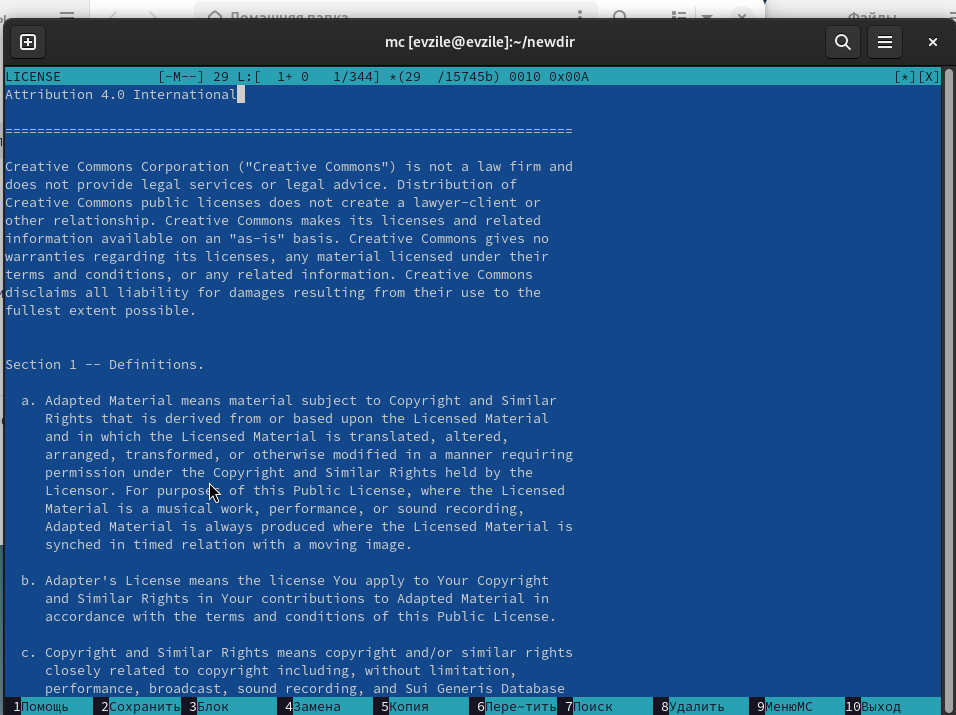 Домашняя папка
Файлы
mc [evzile@evzile]:~/newdir
LICENSE [-M--] 29 L:[ 1+ 0 1/344] *(29 /15745b) 0010 0x00A [*][X]
Attribution 4.0 International
=======================================================================
Creative Commons Corporation ("Creative Commons") is not a law firm and
does not provide legal services or legal advice. Distribution of
Creative Commons public licenses does not create a lawyer-client or
other relationship. Creative Commons makes its licenses and related
information available on an "as-is" basis. Creative Commons gives no
warranties regarding its licenses, any material licensed under their
terms and conditions, or any related information. Creative Commons
disclaims all liability for damages resulting from their use to the
fullest extent possible.
Section 1 -- Definitions.
a. Adapted Material means material subject to Copyright and Similar
Rights that is derived from or based upon the Licensed Material
and in which the Licensed Material is translated, altered,
arranged, transformed, or otherwise modified in a manner requiring
permission under the Copyright and Similar Rights held by the
Licensor. For purposes of this Public License, where the Licensed
Material is a musical work, performance, or sound recording,
Adapted Material is always produced where the Licensed Material is
synched in timed relation with a moving image.
b. Adapter's License means the license You apply to Your Copyright
and Similar Rights in Your contributions to Adapted Material in
accordance with the terms and conditions of this Public License.
c. Copyright and Similar Rights means copyright and/or similar rights
closely related to copyright including, without limitation,
performance, broadcast, sound recording, and Sui Generis Database
1Помощь 2Сохранить 3Блок 4Замена 5Копия 6Пере~тить 7Поиск 8Удалить 9МенюМС 10Выход